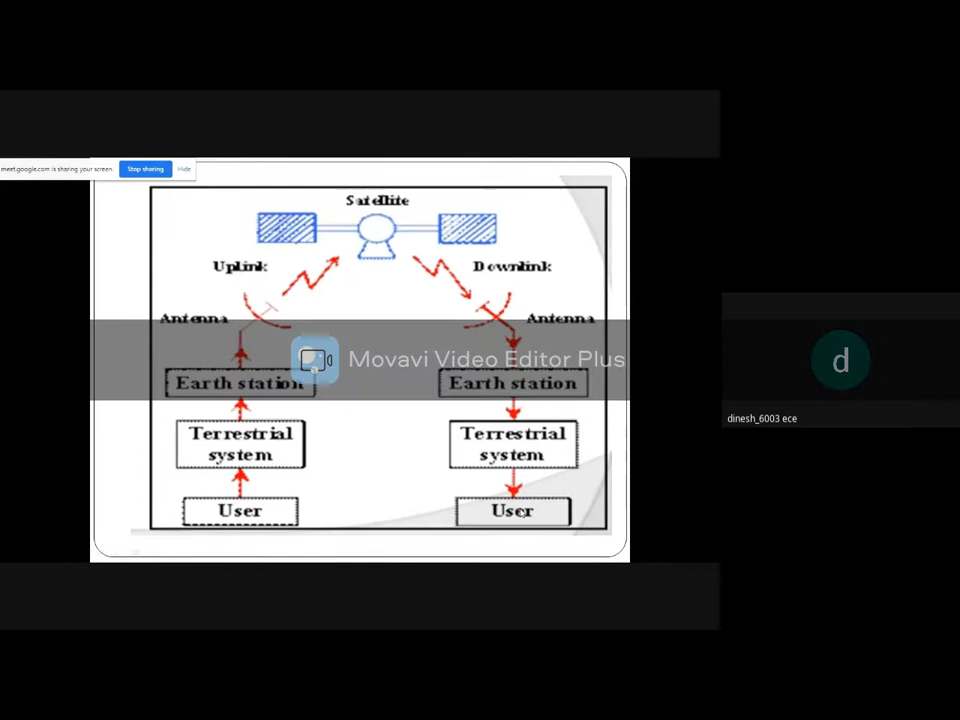 meet.google.com is sharing your screen. Stop sharing Hide
Satellite
Uplink Downlink
Antenna Antenna
Movavi Video Editor Plus
Earth station Earth station
Terrestrial system Terrestrial system
User User
d
dinesh_6003 ece